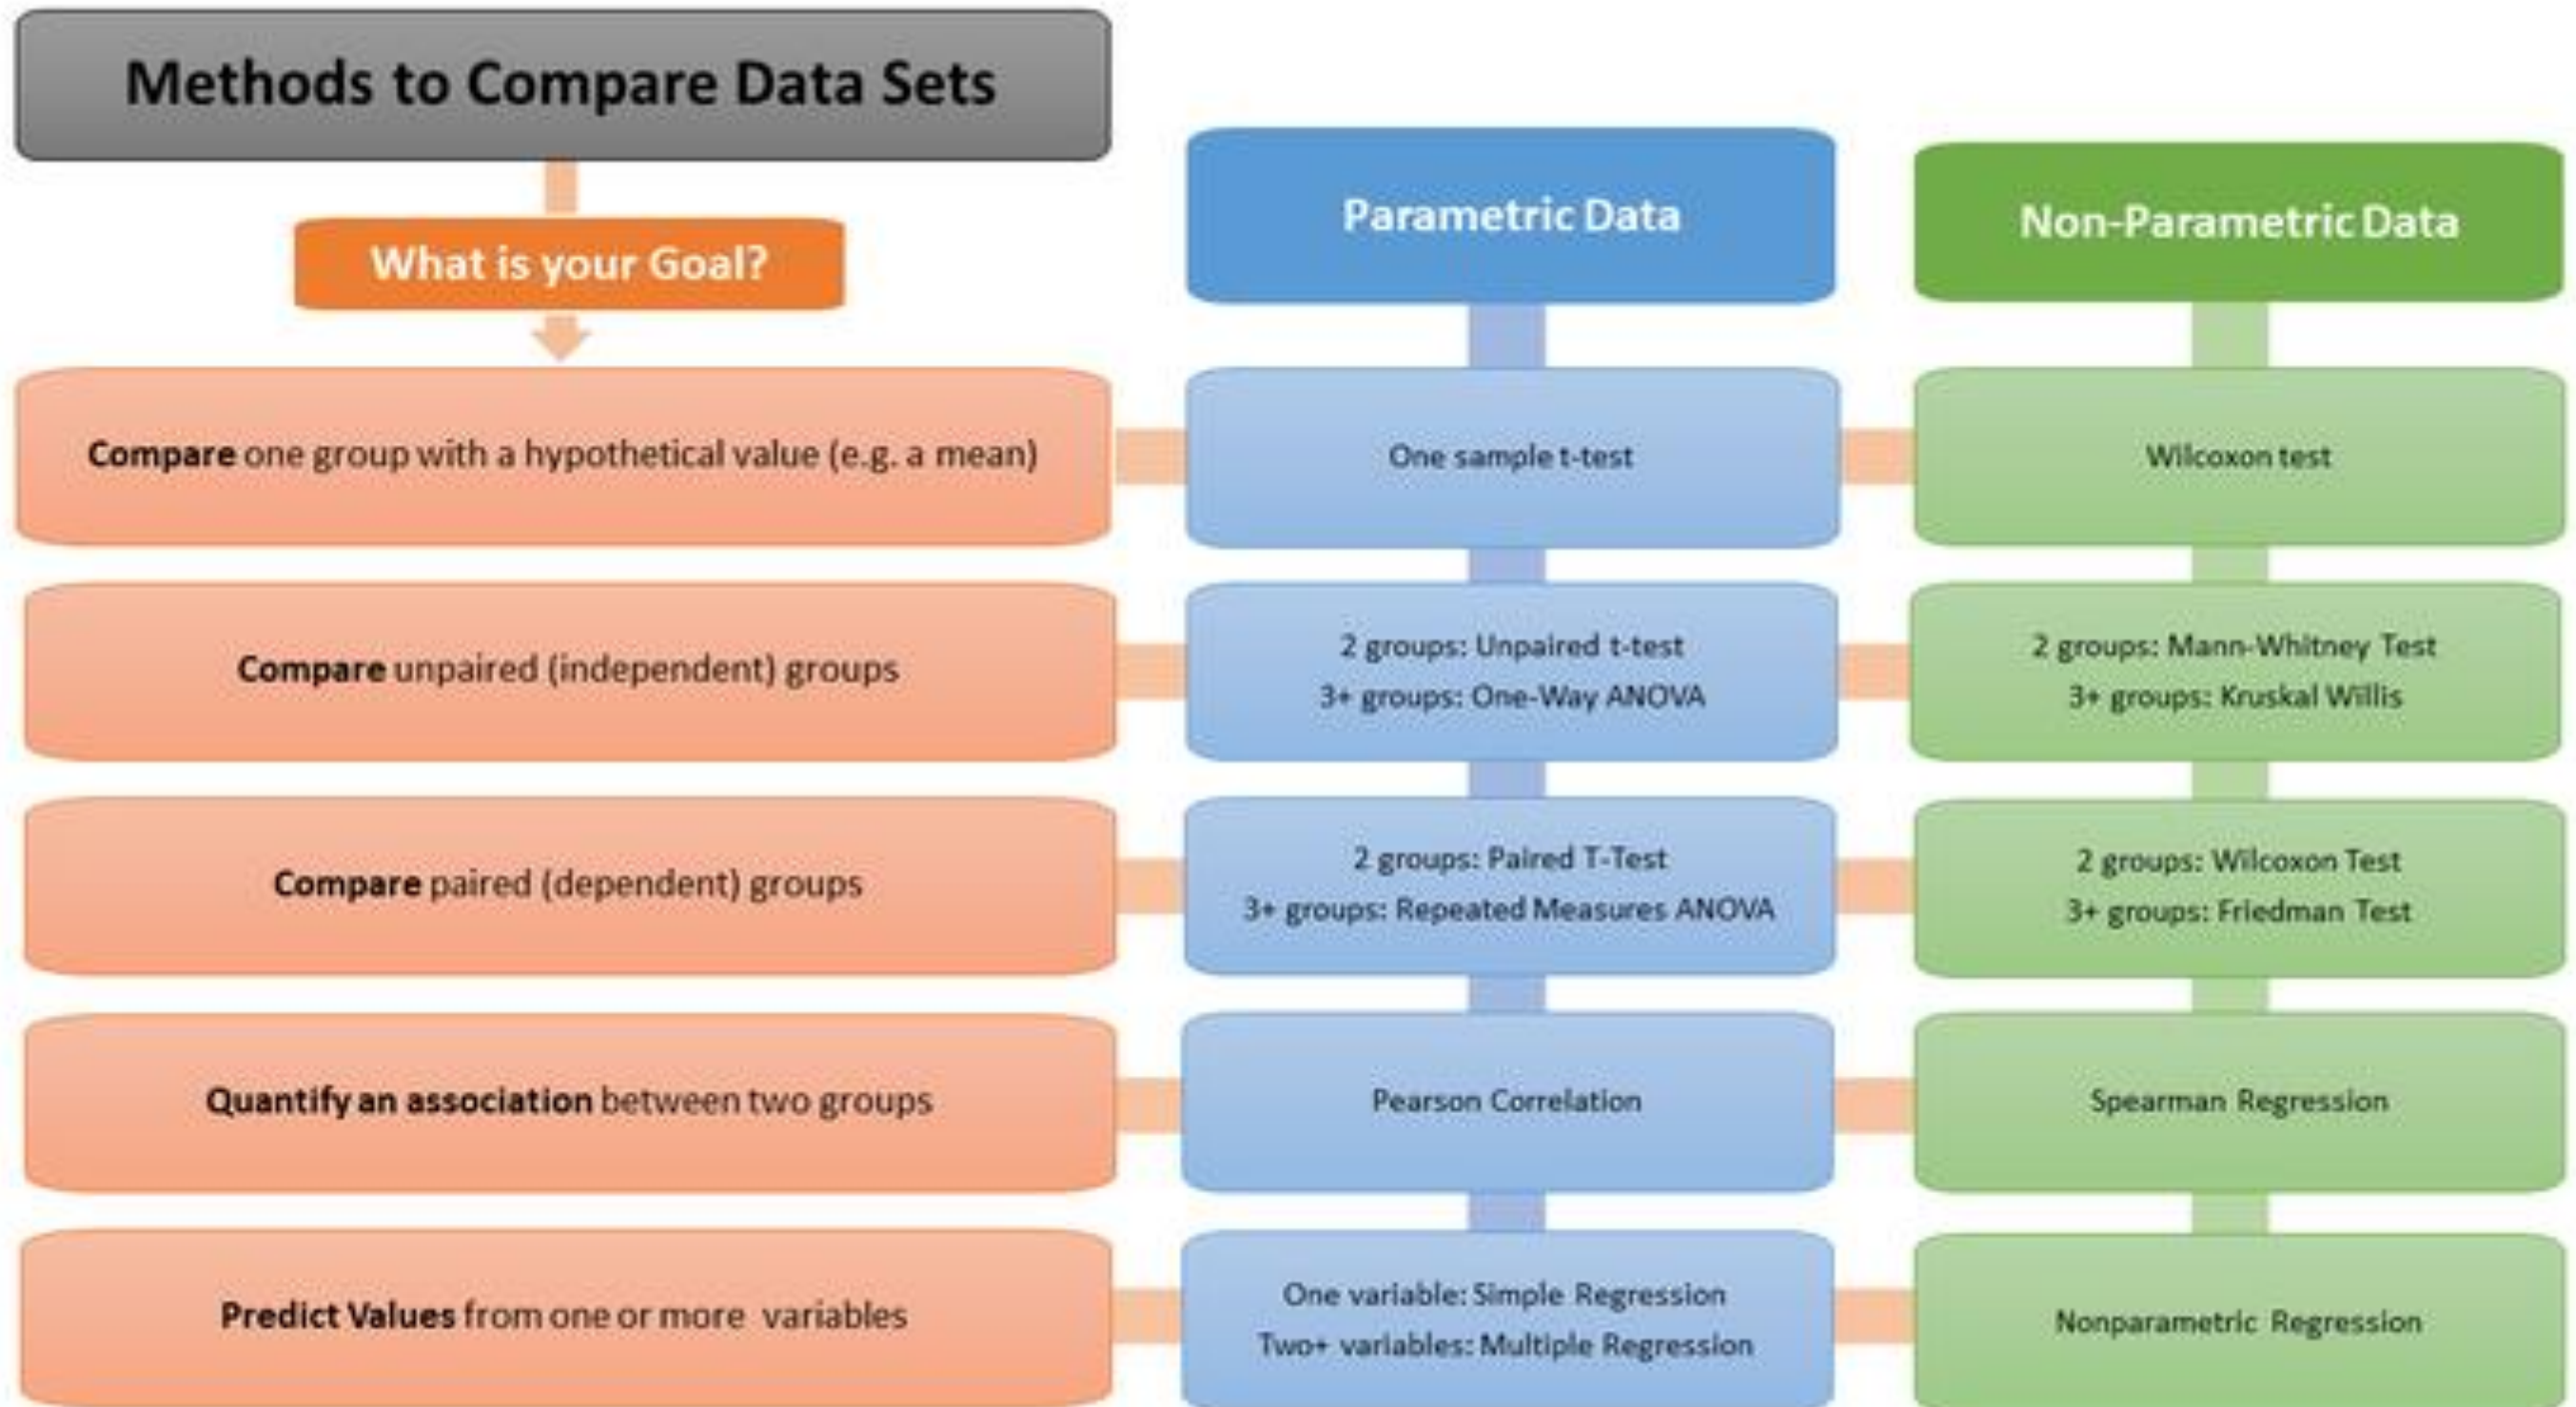 Methods to Compare Data Sets
What is your Goal?
Parametric Data
Non-Parametric Data
Compare one group with a hypothetical value (e.g. a mean)
One sample t-test
Wilcoxon test
Compare unpaired (independent) groups
2 groups: Unpaired t-test
3+ groups: One-Way ANOVA
2 groups: Mann-Whitney Test
3+ groups: Kruskal Willis
Compare paired (dependent) groups
2 groups: Paired T-Test
3+ groups: Repeated Measures ANOVA
2 groups: Wilcoxon Test
3+ groups: Friedman Test
Quantify an association between two groups
Pearson Correlation
Spearman Regression
Predict Values from one or more variables
One variable: Simple Regression
Two+ variables: Multiple Regression
Nonparametric Regression